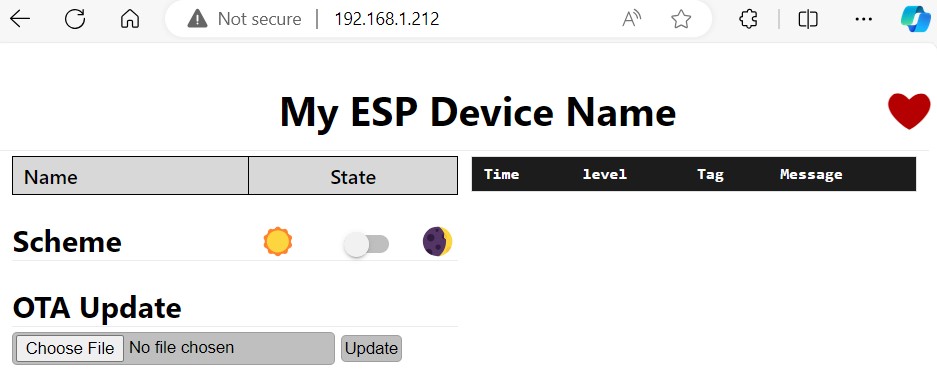 Not secure | 192.168.1.212
My ESP Device Name
Name State
Time level Tag Message
Scheme
OTA Update
Choose File No file chosen Update